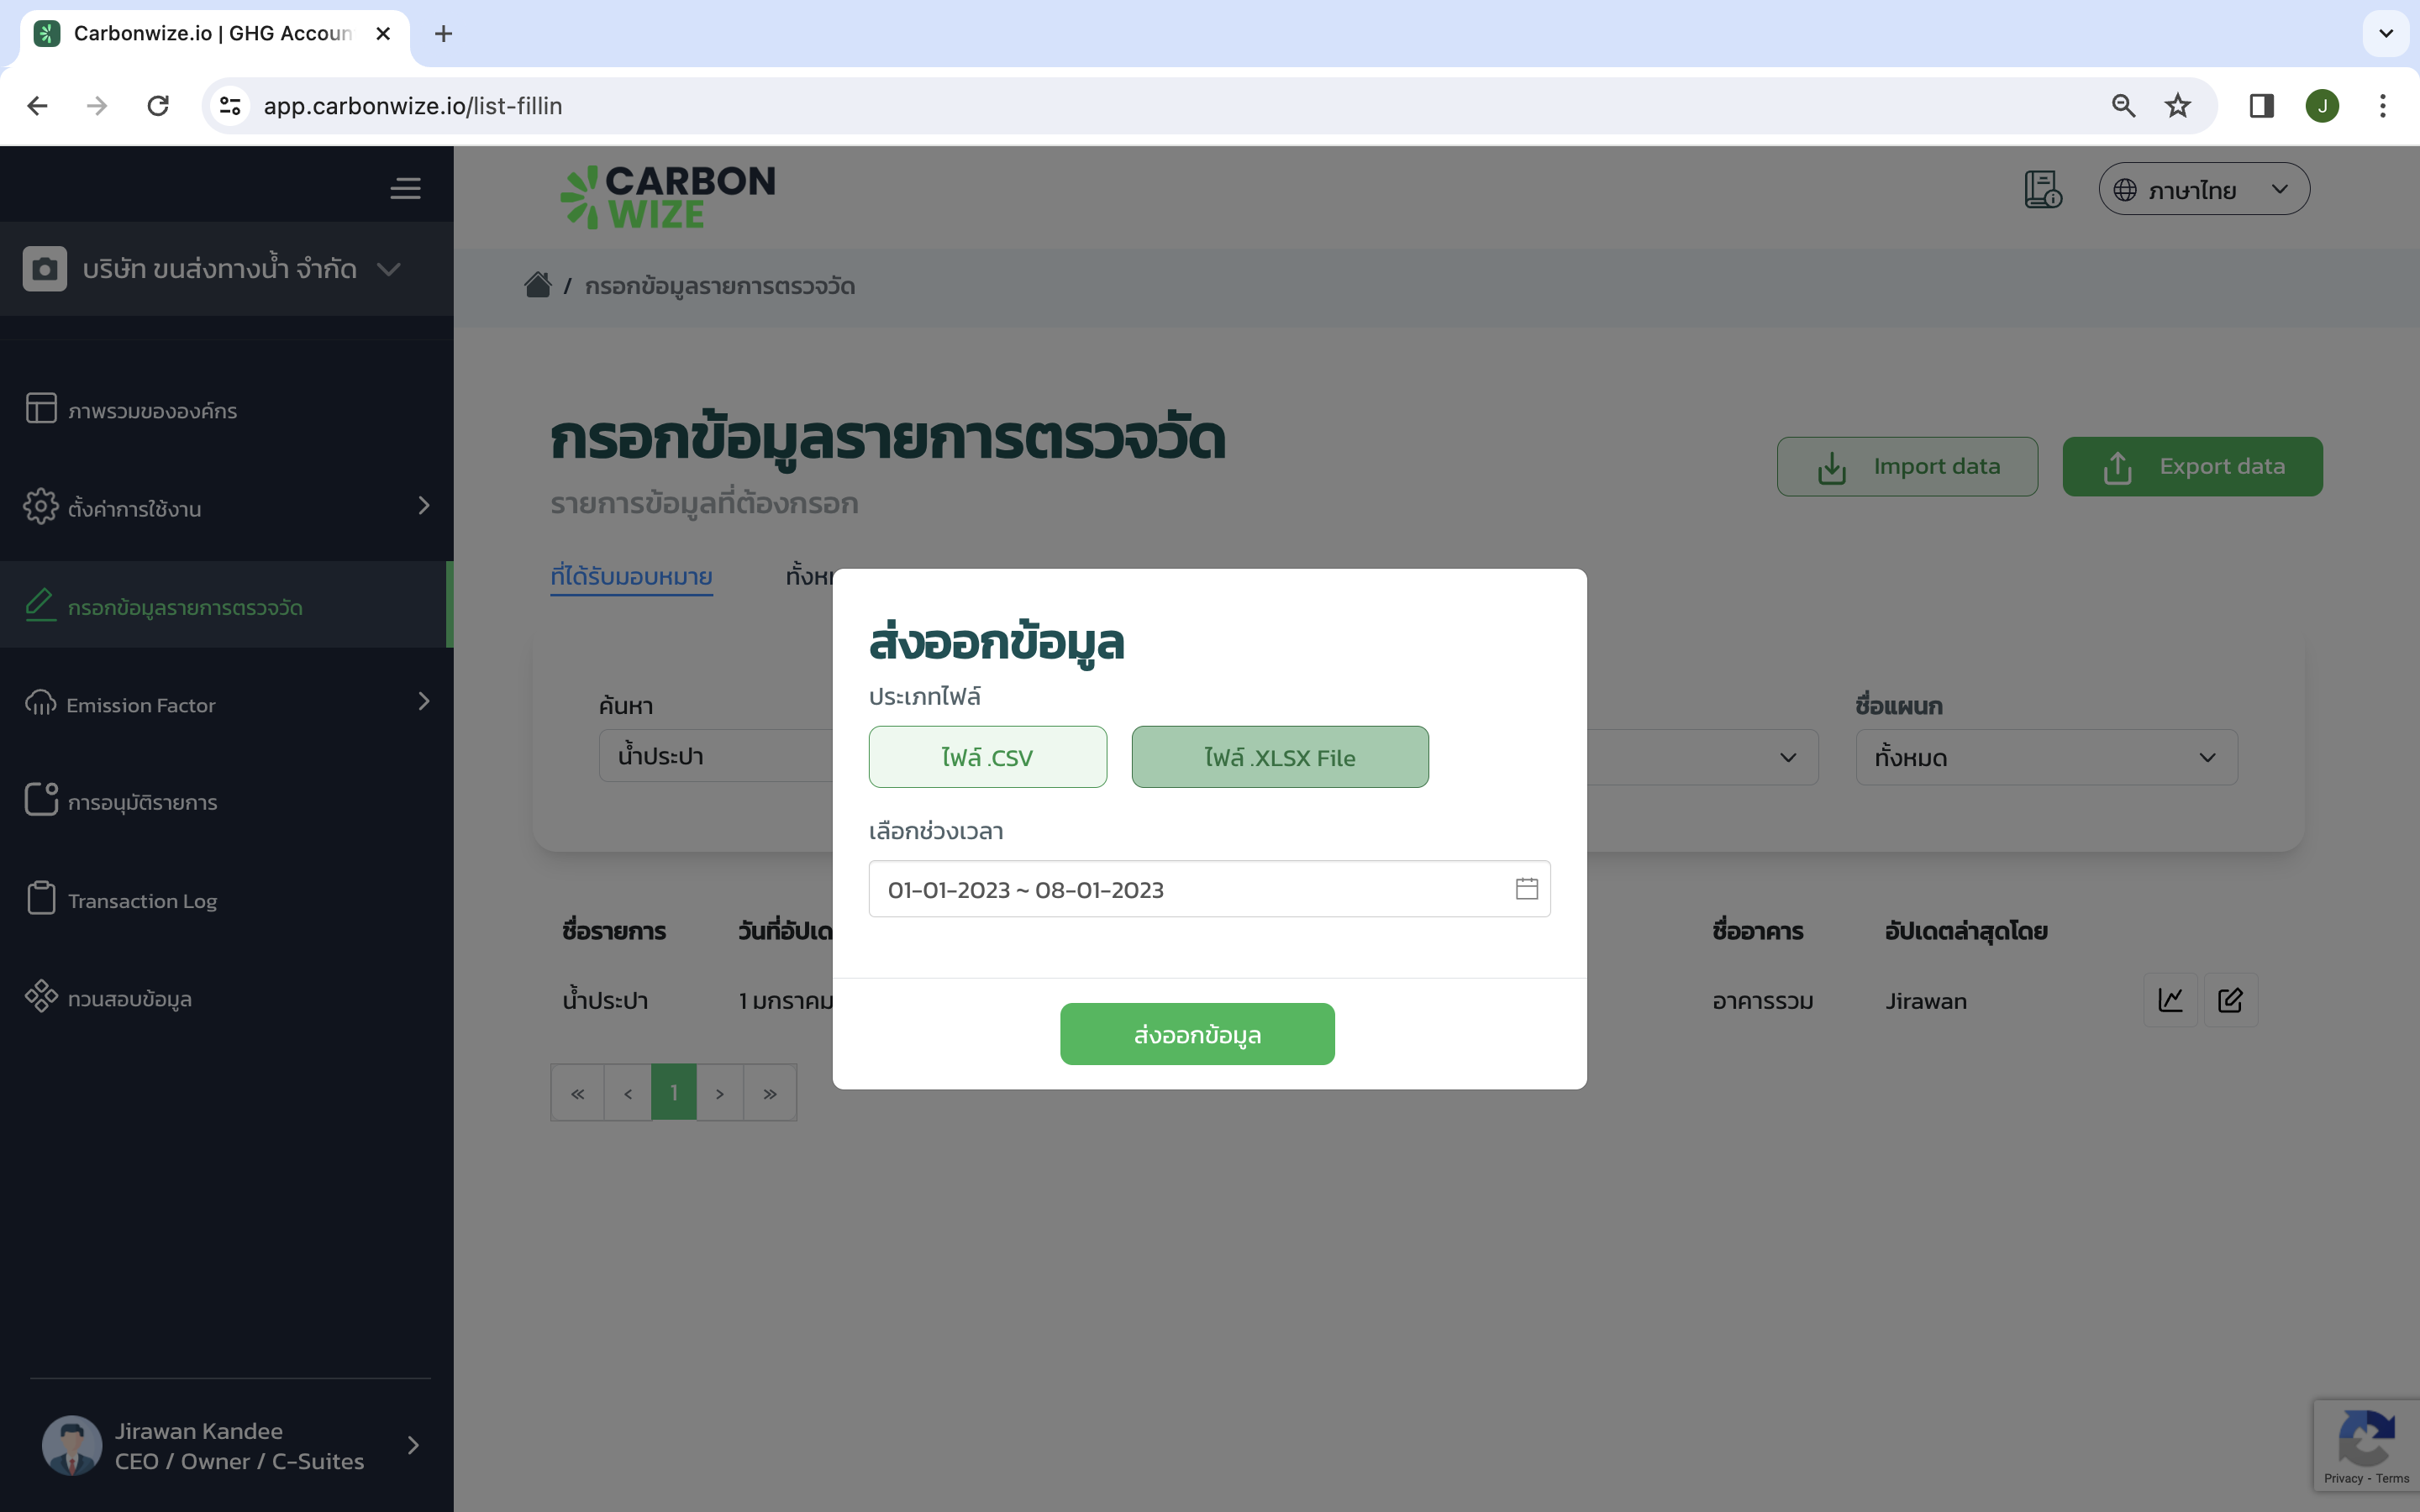 Carbonwize.io | GHG Accoun
app.carbonwize.io/list-fillin
CARBON
WIZE
ภาษาไทย
บริษัท ขนส่งทางน้ำ จำกัด
/ กรอกข้อมูลรายการตรวจวัด
ภาพรวมขององค์กร
ตั้งค่าการใช้งาน
กรอกข้อมูลรายการตรวจวัด
Emission Factor
การอนุมัติรายการ
Transaction Log
ทวนสอบข้อมูล
Jirawan Kandee
CEO / Owner / C-Suites
กรอกข้อมูลรายการตรวจวัด
รายการข้อมูลที่ต้องกรอก
Import data
Export data
ที่ได้รับมอบหมาย
ค้นหา
น้ำประปา
ชื่อแผนก
ทั้งหมด
ส่งออกข้อมูล
ประเภทไฟล์
ไฟล์ .CSV
ไฟล์ .XLSX File
เลือกช่วงเวลา
01-01-2023 ~ 08-01-2023
ส่งออกข้อมูล
ชื่อรายการ วันที่อัปเด ชื่ออาคาร อัปเดตล่าสุดโดย
น้ำประปา 1 มกราคม อาคารรวม Jirawan
« < 1 > »
J
Privacy - Terms